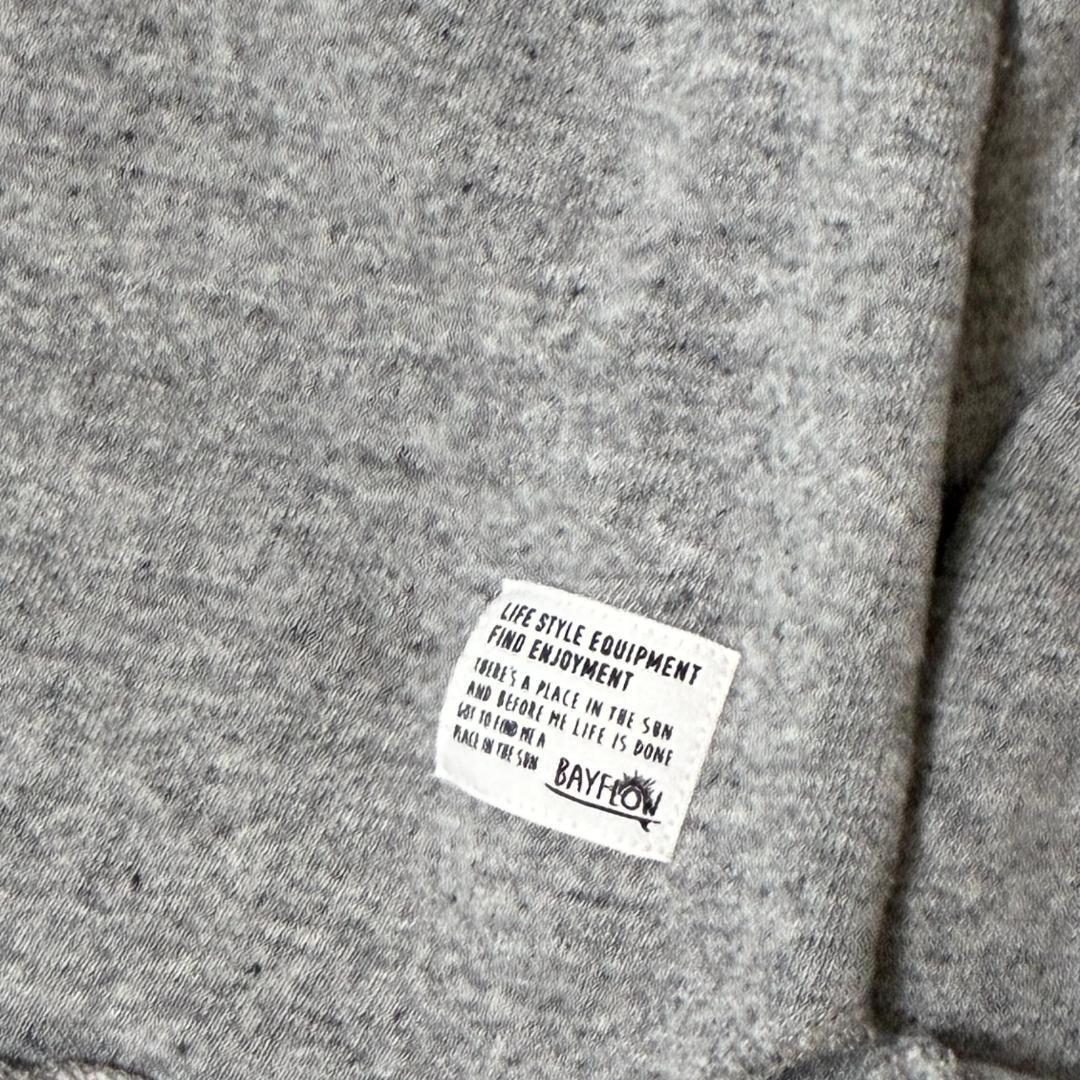 LIFE STYLE EQUIPMENT
FIND ENJOYMENT
THERE'S A PLACE IN THE SUN
AND BEFORE ME LIFE IS DONE
GOT TO FIND ME A
PLACE IN THE SUN
BAYFLOW